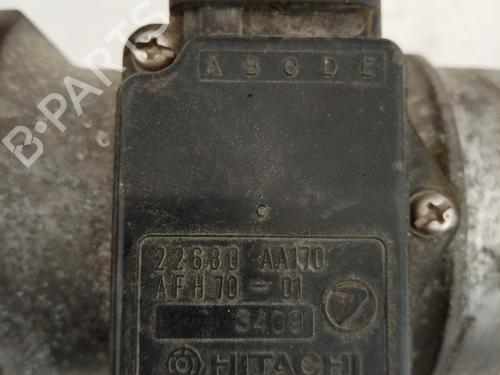 A B C D E
22680 AA170
AFH70-01
3409
HITACHI
B-PARTS